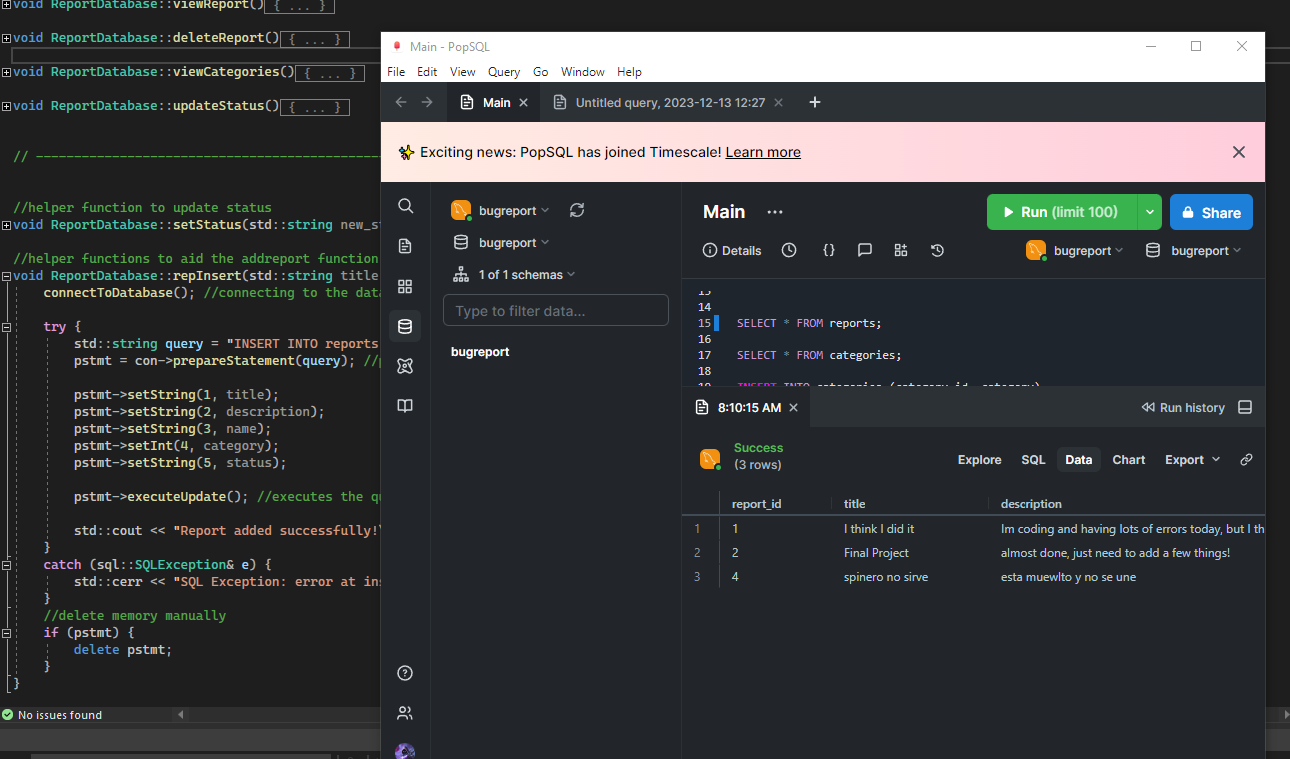 void ReportDatabase::viewReport() { ... }
void ReportDatabase::deleteReport() { ... }
void ReportDatabase::viewCategories() { ... }
void ReportDatabase::updateStatus() { ... }
// --------------------------------------------
//helper function to update status
void ReportDatabase::setStatus(std::string new_st
//helper functions to aid the addreport function
void ReportDatabase::repInsert(std::string title
connectToDatabase(); //connecting to the data
try {
std::string query = "INSERT INTO reports
pstmt = con->prepareStatement(query); //p
pstmt->setString(1, title);
pstmt->setString(2, description);
pstmt->setString(3, name);
pstmt->setInt(4, category);
pstmt->setString(5, status);
pstmt->executeUpdate(); //executes the qu
std::cout << "Report added successfully!\
}
catch (sql::SQLException& e) {
std::cerr << "SQL Exception: error at ins
}
//delete memory manually
if (pstmt) {
delete pstmt;
}
}
No issues found
Main - PopSQL
File Edit View Query Go Window Help
Main Untitled query, 2023-12-13 12:27
Exciting news: PopSQL has joined Timescale! Learn more
bugreport
bugreport
1 of 1 schemas
Type to filter data...
bugreport
Main ...
Run (limit 100) Share
Details {} bugreport bugreport
13
14
15 SELECT * FROM reports;
16
17 SELECT * FROM categories;
18
19 INSERT INTO categories (category_id, category)
8:10:15 AM Run history
Success
(3 rows)
Explore SQL Data Chart Export
report_id title description
1 1 I think I did it Im coding and having lots of errors today, but I th
2 2 Final Project almost done, just need to add a few things!
3 4 spinero no sirve esta muewlto y no se une